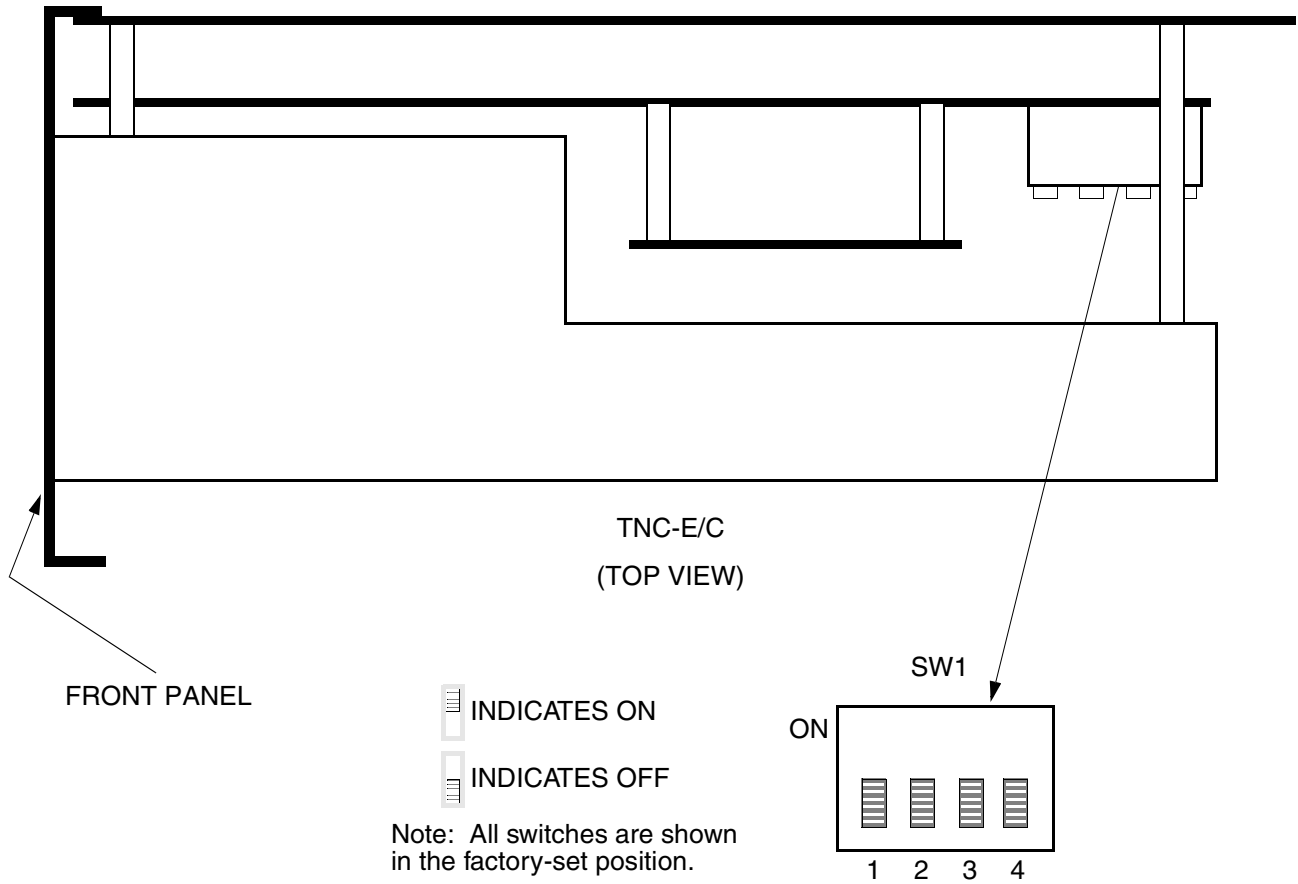 TNC-E/C
(TOP VIEW)
FRONT PANEL
INDICATES ON
INDICATES OFF
Note: All switches are shown
in the factory-set position.
SW1
ON
1 2 3 4